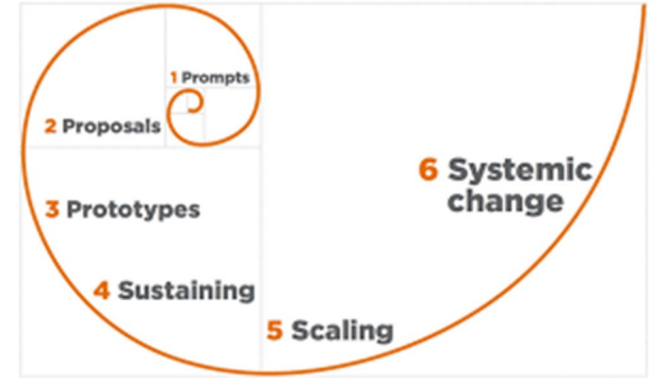 1 Prompts
2 Proposals
3 Prototypes
4 Sustaining
5 Scaling
6 Systemic
change